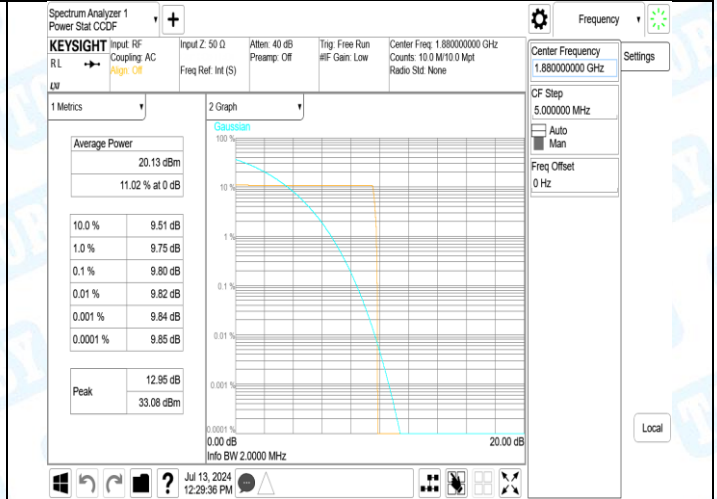 Spectrum Analyzer 1
Power Stat CCDF
+
Frequency
KEYSIGHT
Input: RF
Coupling: AC
Align: Off
Input Z: 50 Ω
Freq Ref: Int (S)
Atten: 40 dB
Preamp: Off
Trig: Free Run
#IF Gain: Low
Center Freq: 1.880000000 GHz
Counts: 10.0 M/10.0 Mpt
Radio Std: None
RL
LXI
Center Frequency
1.880000000 GHz
Settings
CF Step
5.000000 MHz
Auto
Man
Freq Offset
0 Hz
Local
1 Metrics
Average Power
20.13 dBm
11.02 % at 0 dB
10.0 % 9.51 dB
1.0 % 9.75 dB
0.1 % 9.80 dB
0.01 % 9.82 dB
0.001 % 9.84 dB
0.0001 % 9.85 dB
Peak
12.95 dB
33.08 dBm
2 Graph
Gaussian
100 %
10 %
1 %
0.1 %
0.01 %
0.001 %
0.0001 %
0.00 dB
20.00 dB
Info BW 2.0000 MHz
?
Jul 13, 2024
12:29:36 PM